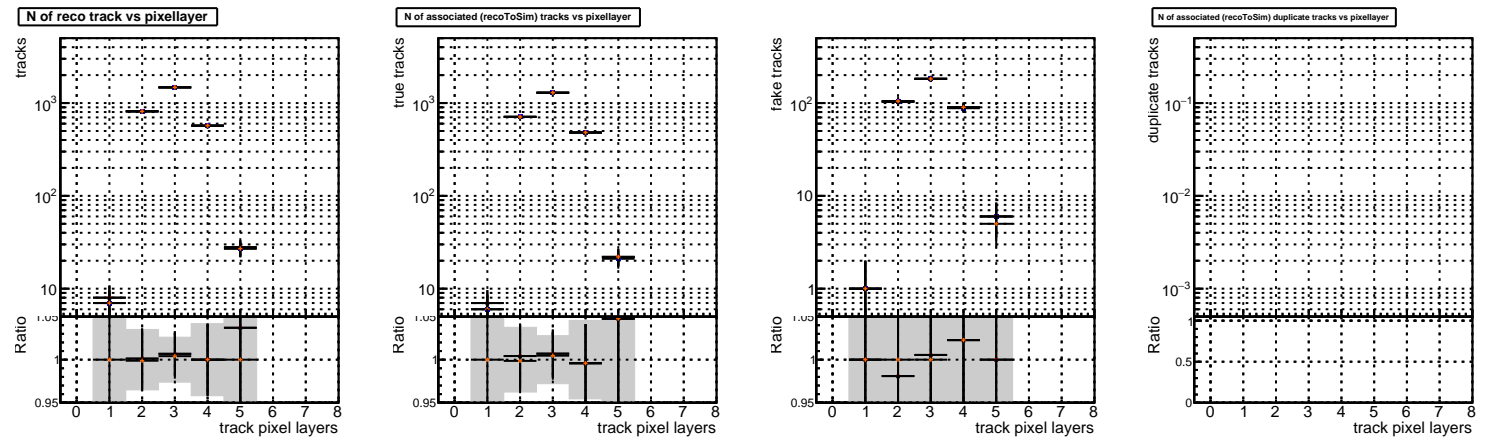 N of reco track vs pixellayer
tracks
10³
10²
10
1.05
Ratio
1
0.95
0 1 2 3 4 5 6 7 8
track pixel layers
N of associated (recoToSim) tracks vs pixellayer
true tracks
10³
10²
10
1.05
Ratio
1
0.95
0 1 2 3 4 5 6 7 8
track pixel layers
fake tracks
10²
10
1
1.05
Ratio
1
0.95
0 1 2 3 4 5 6 7 8
track pixel layers
N of associated (recoToSim) duplicate tracks vs pixellayer
duplicate tracks
10⁻¹
10⁻²
10⁻³
Ratio
1
0.5
0
0 1 2 3 4 5 6 7 8
track pixel layers